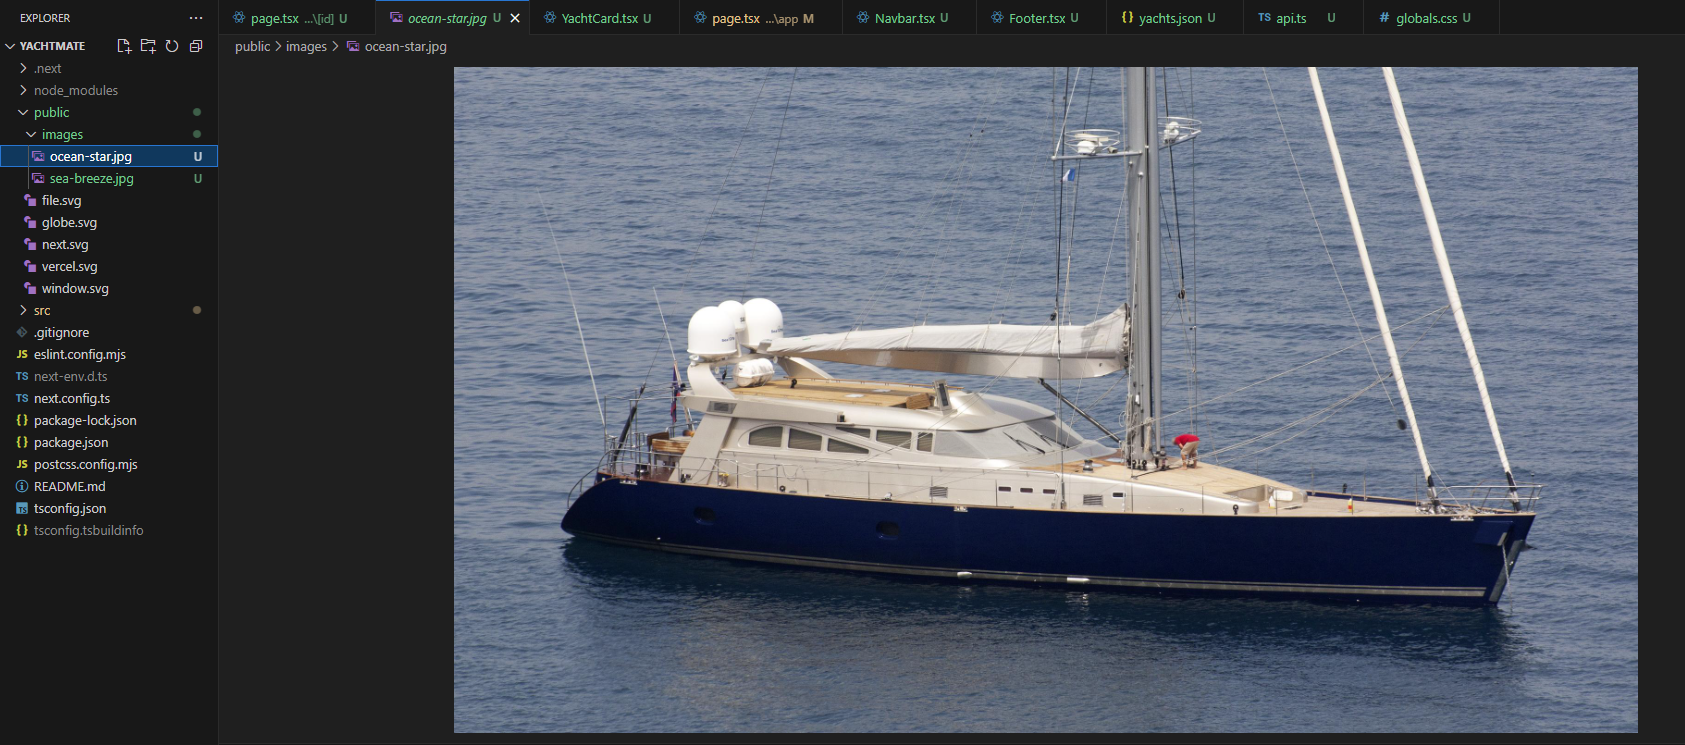 EXPLORER ...
page.tsx ...\[id] U
ocean-star.jpg U
YachtCard.tsx U
page.tsx ...\app M
Navbar.tsx U
Footer.tsx U
{} yachts.json U
TS api.ts U
# globals.css U
YACHTMATE
public > images > ocean-star.jpg
.next
node_modules
public
images
ocean-star.jpg U
sea-breeze.jpg U
file.svg
globe.svg
next.svg
vercel.svg
window.svg
src
.gitignore
JS eslint.config.mjs
TS next-env.d.ts
TS next.config.ts
{} package-lock.json
{} package.json
JS postcss.config.mjs
README.md
TS tsconfig.json
{} tsconfig.tsbuildinfo